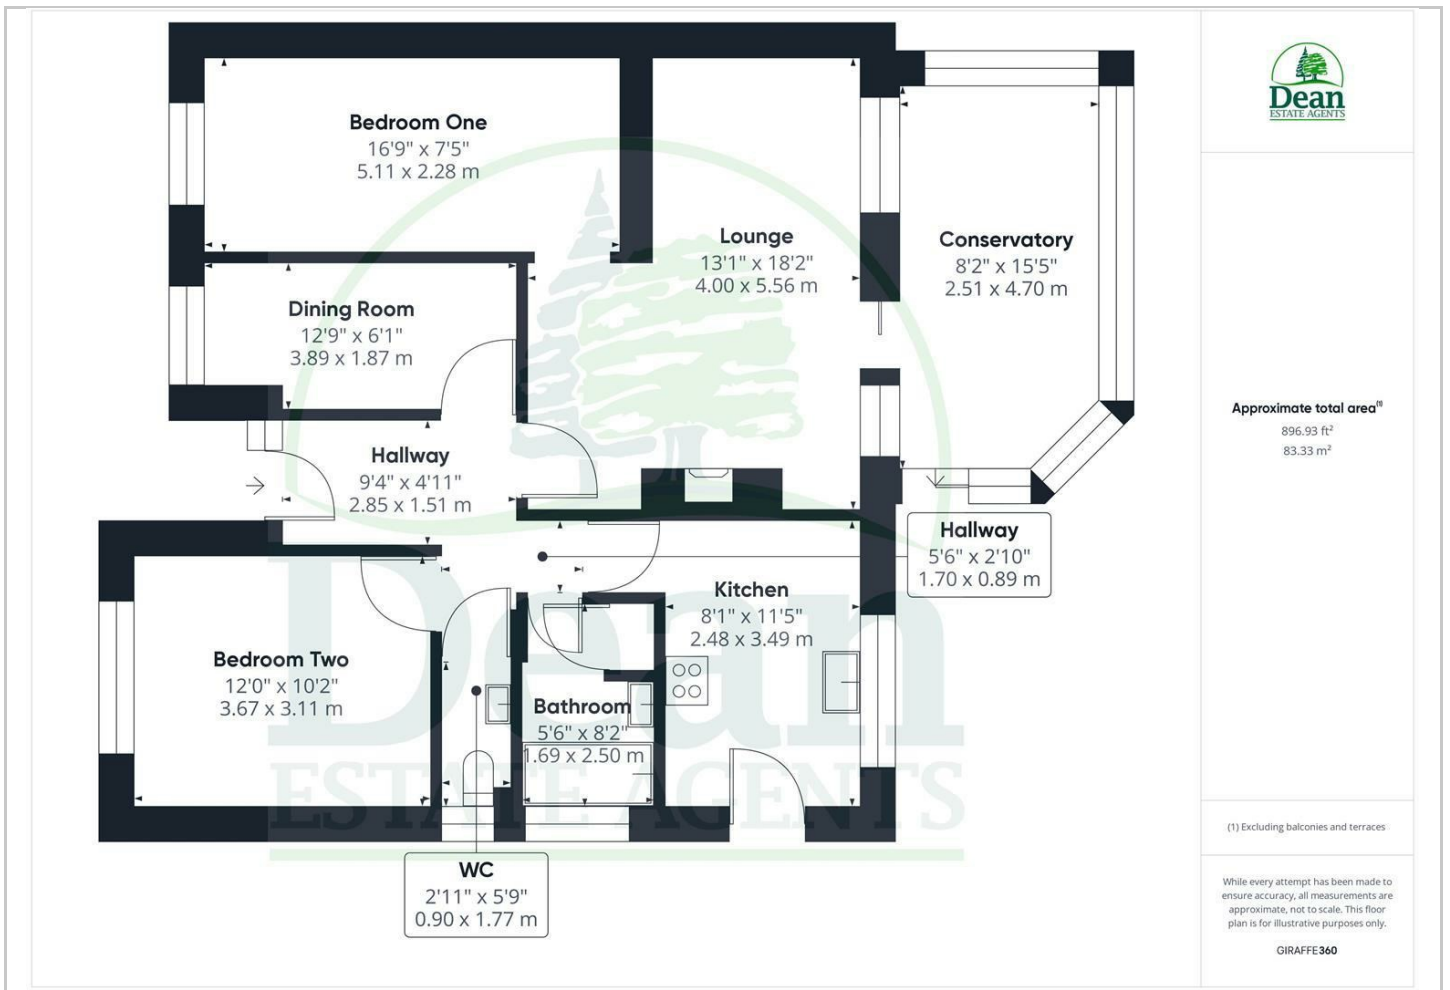 Bedroom One
16'9" x 7'5"
5.11 x 2.28 m
Lounge
13'1" x 18'2"
4.00 x 5.56 m
Conservatory
8'2" x 15'5"
2.51 x 4.70 m
Dining Room
12'9" x 6'1"
3.89 x 1.87 m
Hallway
9'4" x 4'11"
2.85 x 1.51 m
Hallway
5'6" x 2'10"
1.70 x 0.89 m
Kitchen
8'1" x 11'5"
2.48 x 3.49 m
Bedroom Two
12'0" x 10'2"
3.67 x 3.11 m
Bathroom
5'6" x 8'2"
1.69 x 2.50 m
WC
2'11" x 5'9"
0.90 x 1.77 m
Dean
ESTATE AGENTS
Dean
ESTATE AGENTS
Approximate total area(1)
896.93 ft²
83.33 m²
(1) Excluding balconies and terraces
While every attempt has been made to
ensure accuracy, all measurements are
approximate, not to scale. This floor
plan is for illustrative purposes only.
GIRAFFE360